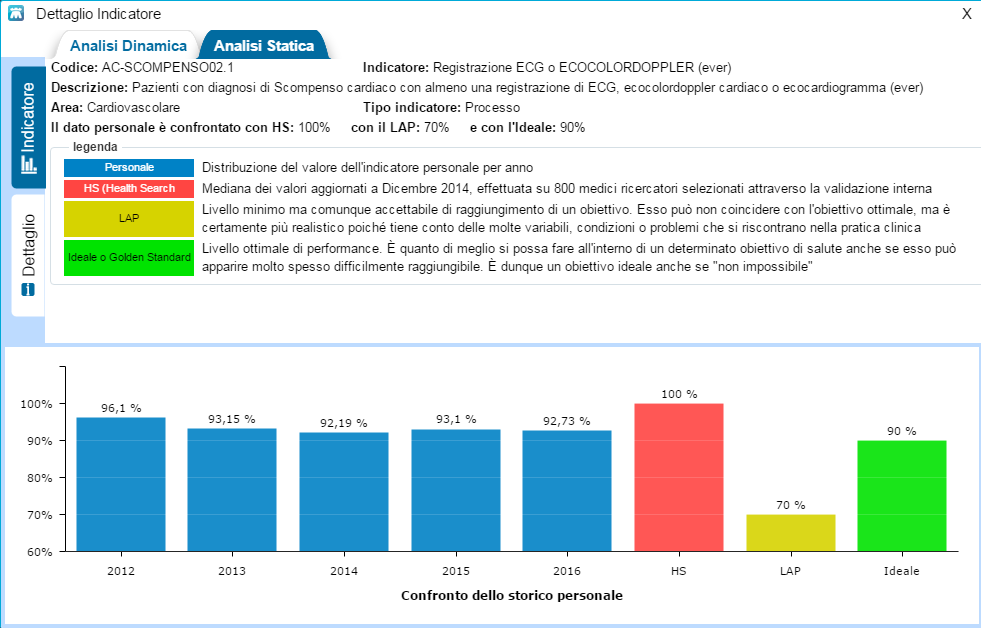 Dettaglio Indicatore X
Analisi Dinamica Analisi Statica
Indicatore
Dettaglio
Codice: AC-SCOMPENSO02.1 Indicatore: Registrazione ECG o ECOCOLORDOPPLER (ever)
Descrizione: Pazienti con diagnosi di Scompenso cardiaco con almeno una registrazione di ECG, ecocolordoppler cardiaco o ecocardiogramma (ever)
Area: Cardiovascolare Tipo indicatore: Processo
Il dato personale è confrontato con HS: 100% con il LAP: 70% e con l'Ideale: 90%
legenda
Personale Distribuzione del valore dell'indicatore personale per anno
HS (Health Search Mediana dei valori aggiornati a Dicembre 2014, effettuata su 800 medici ricercatori selezionati attraverso la validazione interna
LAP Livello minimo ma comunque accettabile di raggiungimento di un obiettivo. Esso può non coincidere con l'obiettivo ottimale, ma è
certamente più realistico poiché tiene conto delle molte variabili, condizioni o problemi che si riscontrano nella pratica clinica
Ideale o Golden Standard Livello ottimale di performance. È quanto di meglio si possa fare all'interno di un determinato obiettivo di salute anche se esso può
apparire molto spesso difficilmente raggiungibile. È dunque un obiettivo ideale anche se "non impossibile"
100%
90%
80%
70%
60%
96,1 % 93,15 % 92,19 % 93,1 % 92,73 % 100 % 70 % 90 %
2012 2013 2014 2015 2016 HS LAP Ideale
Confronto dello storico personale